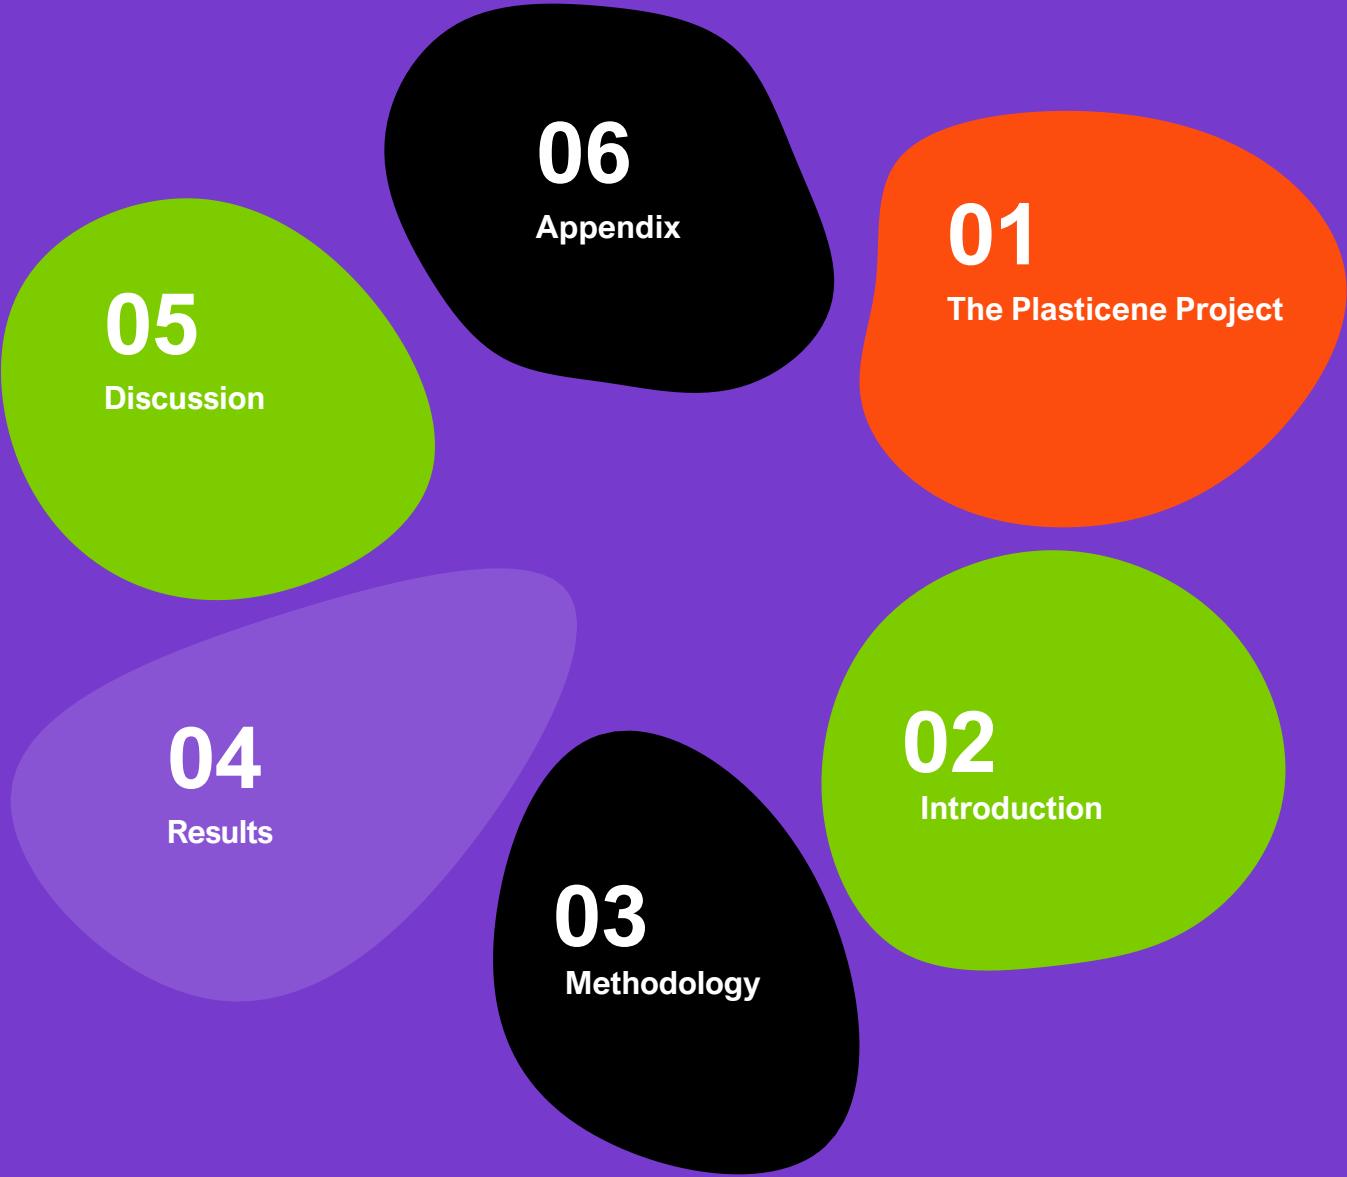 01
The Plasticene Project
02
Introduction
03
Methodology
04
Results
05
Discussion
06
Appendix